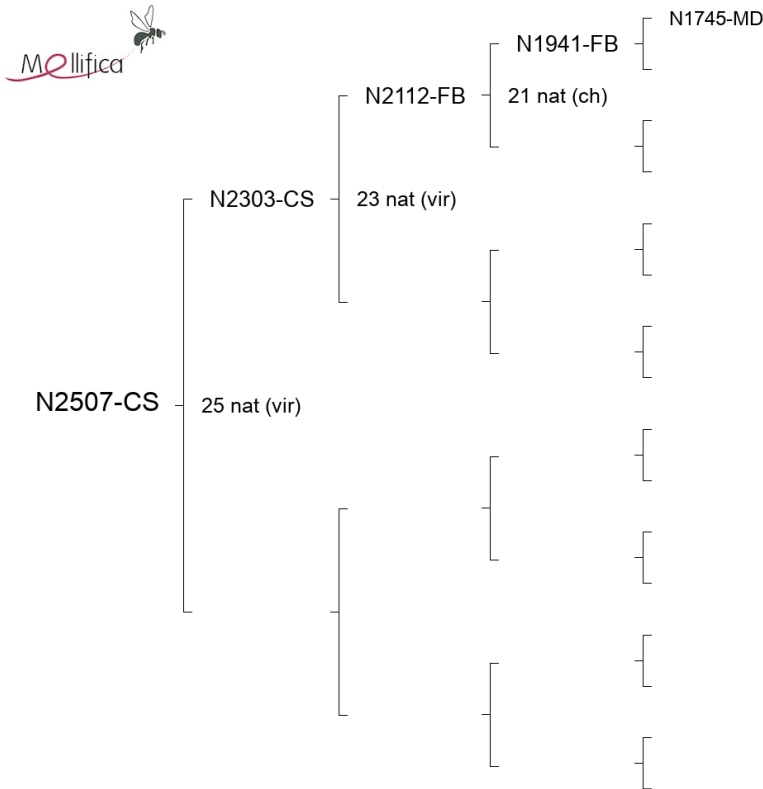 Mellifica
N1745-MD
N1941-FB
N2112-FB
21 nat (ch)
N2303-CS
23 nat (vir)
N2507-CS
25 nat (vir)